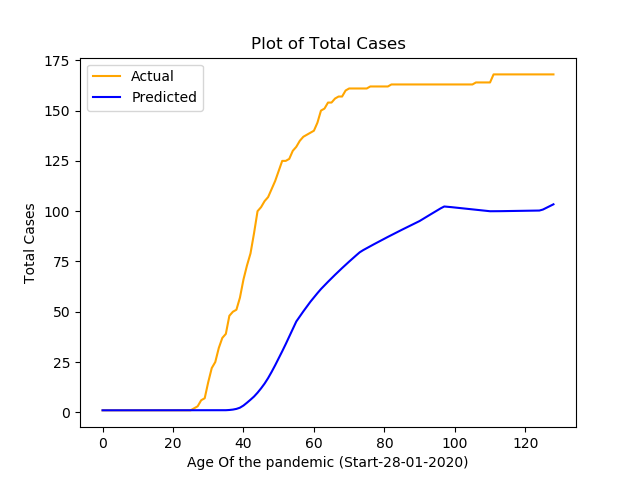 Plot of Total Cases
Actual
Predicted
Total Cases
175
150
125
100
75
50
25
0
0 20 40 60 80 100 120
Age Of the pandemic (Start-28-01-2020)